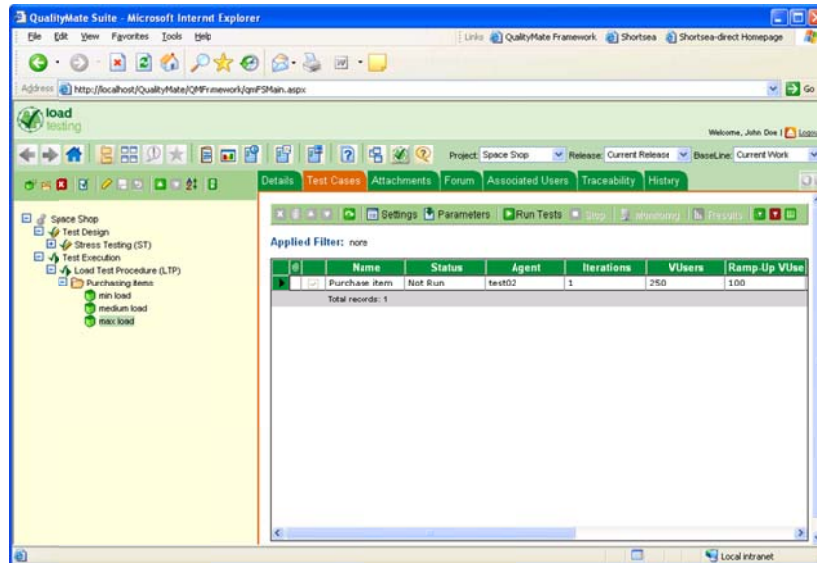 QualityMate Suite - Microsoft Internet Explorer
File Edit View Favorites Tools Help
Links QualityMate Framework Shortsea Shortsea-direct Homepage
Address http://localhost/QualityMate/QMFramework/qmFSMain.aspx Go
load
testing
Welcome, John Doe |
Project: Space Shop Release: Current Release BaseLine: Current Work
Details Test Cases Attachments Forum Associated Users Traceability History
Settings Parameters Run Tests Stop Monitoring Results
Space Shop
Test Design
Stress Testing (ST)
Test Execution
Load Test Procedure (LTP)
Purchasing items
min load
medium load
max load
Applied Filter: none
Name Status Agent Iterations VUsers Ramp-Up VUse
Purchase item Not Run test02 1 250 100
Total records: 1
Local intranet